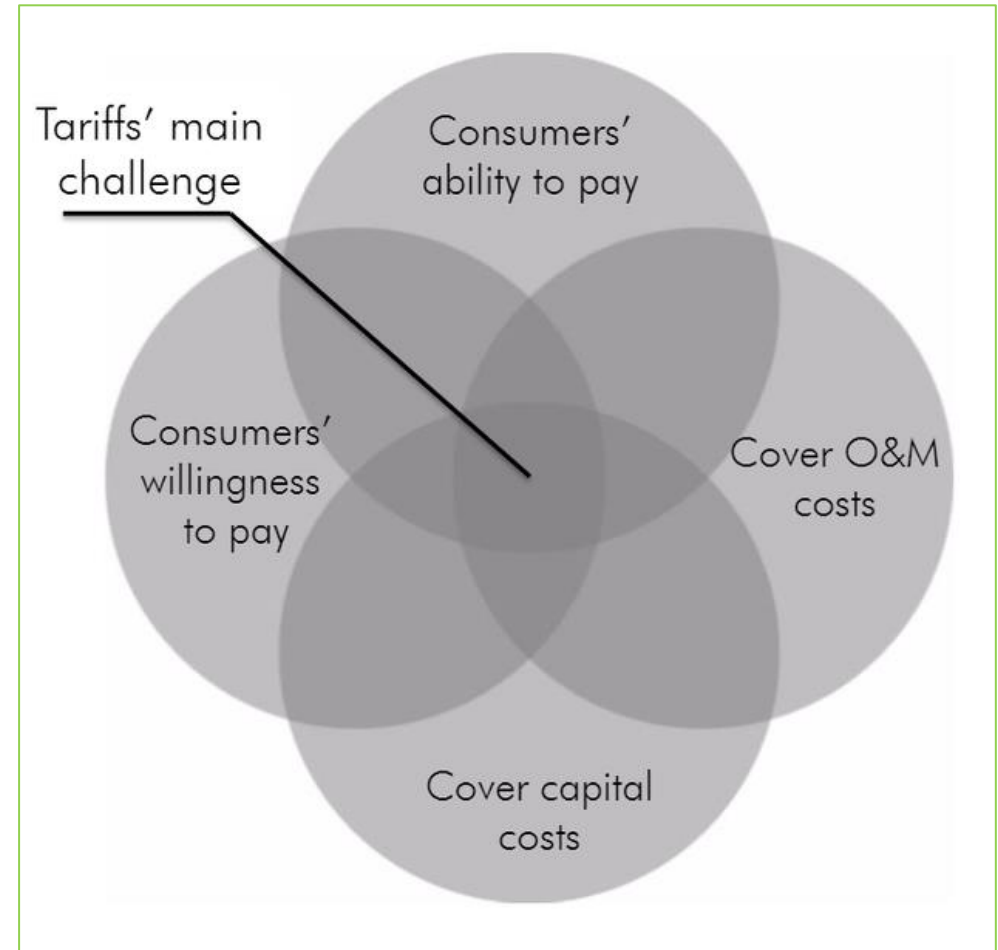 Tariffs’ main
challenge
Consumers’
ability to pay
Consumers’
willingness
to pay
Cover O&M
costs
Cover capital
costs